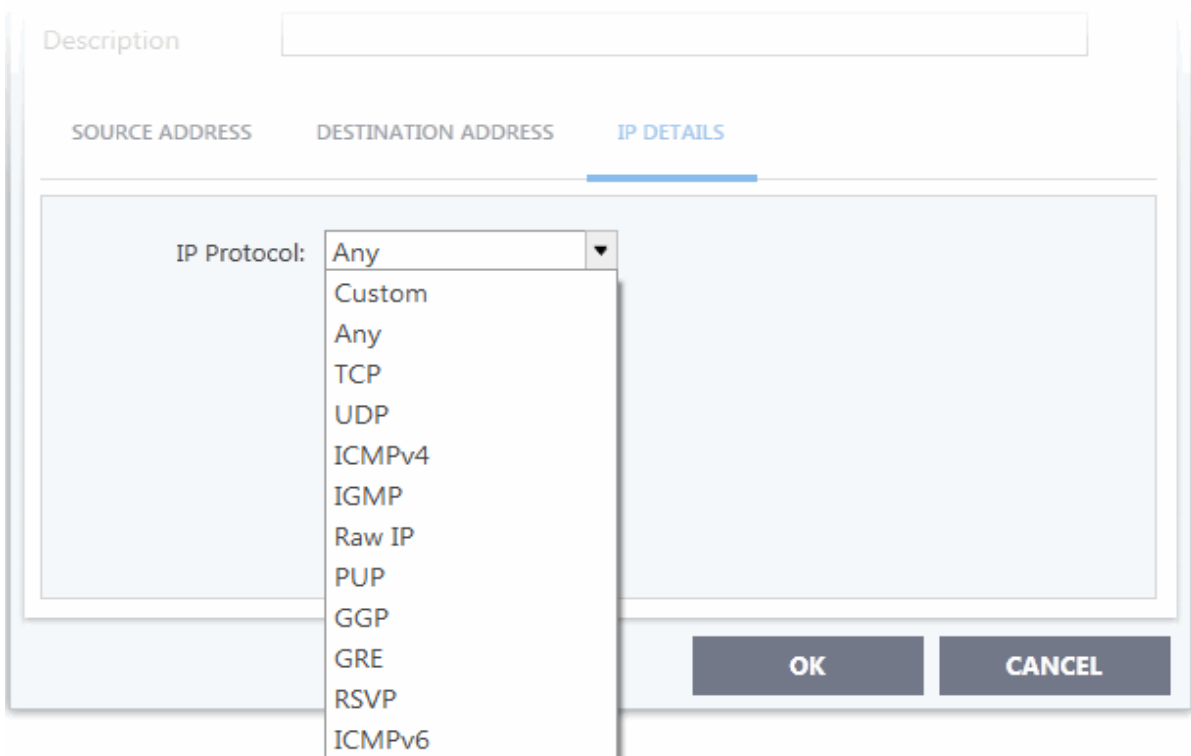 Description
SOURCE ADDRESS DESTINATION ADDRESS IP DETAILS
IP Protocol: Any
Custom
Any
TCP
UDP
ICMPv4
IGMP
Raw IP
PUP
GGP
GRE
RSVP
ICMPv6
OK CANCEL